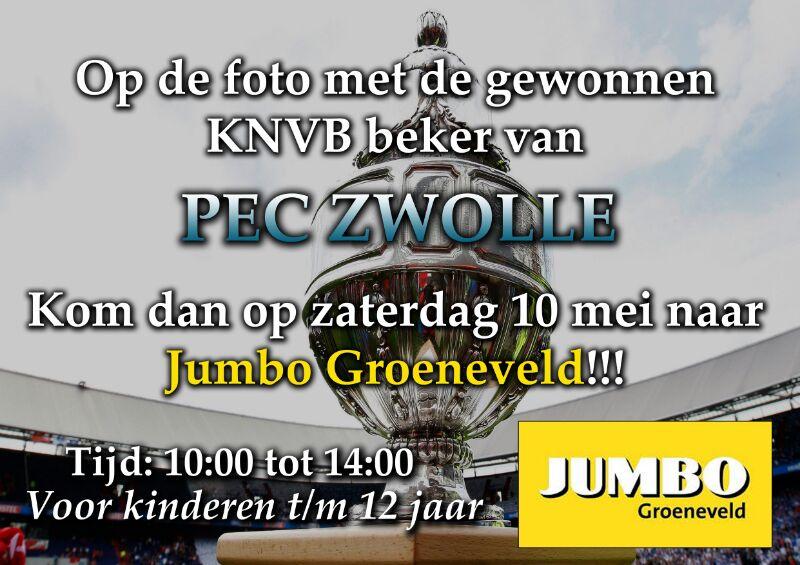 Op de foto met de gewonnen
KNVB beker van
PEC ZWOLLE
Kom dan op zaterdag 10 mei naar
Jumbo Groeneveld!!!
Tijd: 10:00 tot 14:00
Voor kinderen t/m 12 jaar
JUMBO
Groeneveld